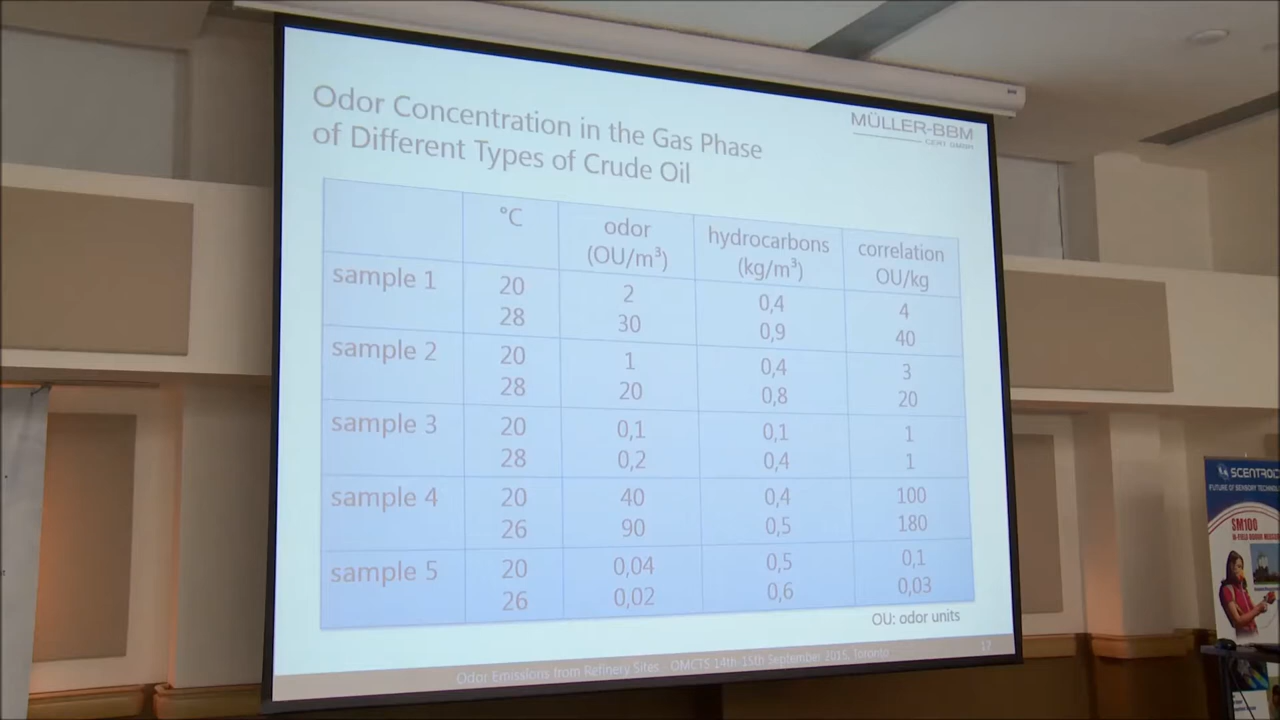 Odor Concentration in the Gas Phase
of Different Types of Crude Oil
MÜLLER-BBM
CERT GMBH
°C odor (OU/m³) hydrocarbons (kg/m³) correlation OU/kg
sample 1 20 2 0,4 4
28 30 0,9 40
sample 2 20 1 0,4 3
28 20 0,8 20
sample 3 20 0,1 0,1 1
28 0,2 0,4 1
sample 4 20 40 0,4 100
26 90 0,5 180
sample 5 20 0,04 0,5 0,1
26 0,02 0,6 0,03
OU: odor units
Odor Emissions from Refinery Sites - OMCTS 14th-15th September 2015, Toronto
17
SCENTROID
FUTURE OF SENSORY TECHNOLOGY
SM100